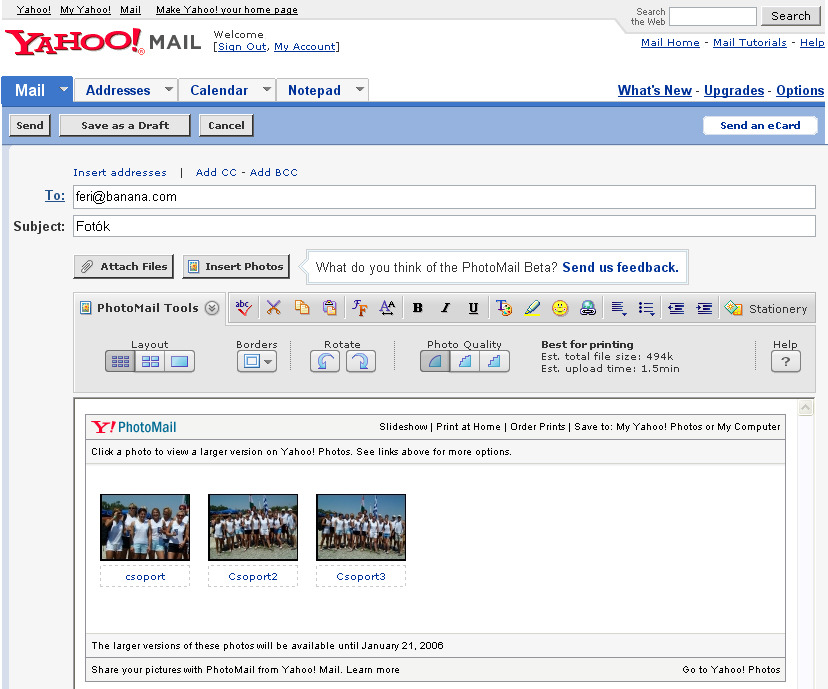 Yahoo! My Yahoo! Mail Make Yahoo! your home page
Search the Web Search
YAHOO! MAIL
Welcome
[Sign Out, My Account]
Mail Home - Mail Tutorials - Help
Mail Addresses Calendar Notepad
What's New - Upgrades - Options
Send Save as a Draft Cancel Send an eCard
Insert addresses | Add CC - Add BCC
To: feri@banana.com
Subject: Fotók
Attach Files Insert Photos What do you think of the PhotoMail Beta? Send us feedback.
PhotoMail Tools abc B I U T Stationery
Layout Borders Rotate Photo Quality Best for printing Help
Est. total file size: 494k
Est. upload time: 1.5min
?
Y! PhotoMail Slideshow | Print at Home | Order Prints | Save to: My Yahoo! Photos or My Computer
Click a photo to view a larger version on Yahoo! Photos. See links above for more options.
csoport Csoport2 Csoport3
The larger versions of these photos will be available until January 21, 2006
Share your pictures with PhotoMail from Yahoo! Mail. Learn more Go to Yahoo! Photos